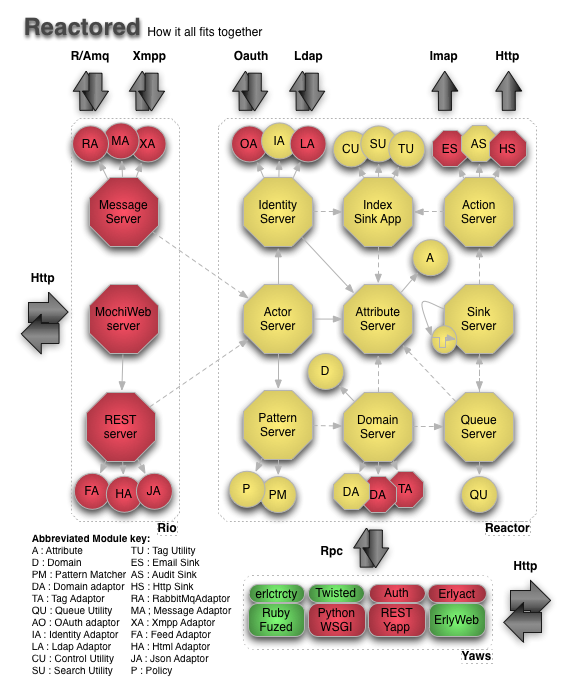 Reactored How it all fits together
R/Amq Xmpp Oauth Ldap Imap Http
RA MA XA OA IA LA CU SU TU ES AS HS
Message
Server
Identity
Server
Index
Sink App
Action
Server
A
Http
MochiWeb
server
Actor
Server
Attribute
Server
Sink
Server
D
REST
server
Pattern
Server
Domain
Server
Queue
Server
FA HA JA P PM DA DA TA QU
Rio
Reactor
Abbreviated Module key:
A : Attribute
D : Domain
PM : Pattern Matcher
DA : Domain adaptor
TA : Tag Adaptor
QU : Queue Utility
AO : OAuth adaptor
IA : Identity Adaptor
LA : Ldap Adaptor
CU : Control Utility
SU : Search Utility
TU : Tag Utility
ES : Email Sink
AS : Audit Sink
HS : Http Sink
RA : RabbitMqAdaptor
MA ; Message Adaptor
XA : Xmpp Adaptor
FA : Feed Adaptor
HA : Html Adaptor
JA : Json Adaptor
P : Policy
Rpc
Http
erlctrcty Twisted Auth Erlyact
Ruby
Fuzed
Python
WSGI
REST
Yapp
ErlyWeb
Yaws